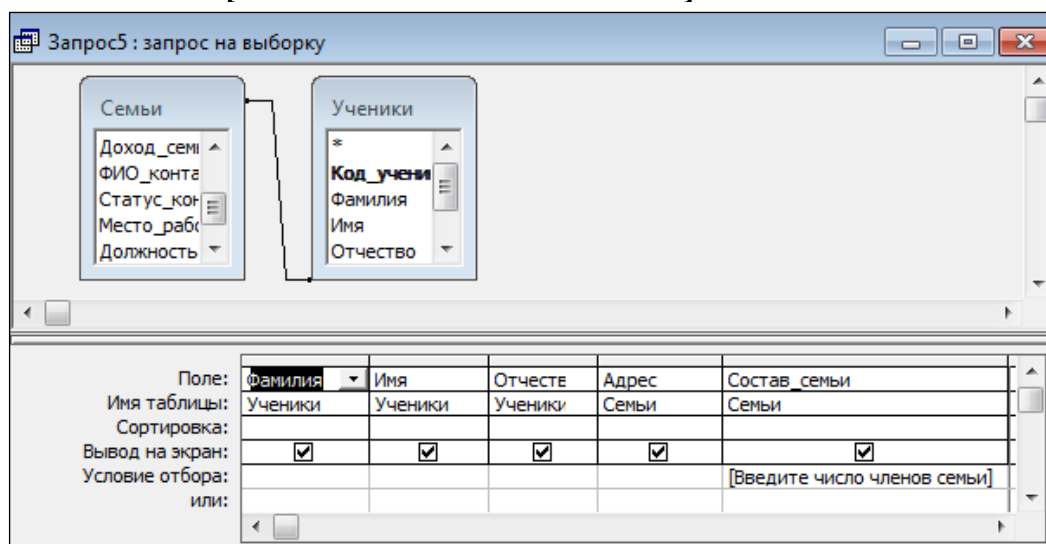 Запрос5 : запрос на выборку
Семьи Ученики
Доход_семı *
ФИО_конта Код_учени
Статус_кон Фамилия
Место_рабо Имя
Должность Отчество
Поле: Фамилия Имя Отчеств Адрес Состав_семьи
Имя таблицы: Ученики Ученики Ученики Семьи Семьи
Сортировка:
Вывод на экран:
Условие отбора: [Введите число членов семьи]
или: